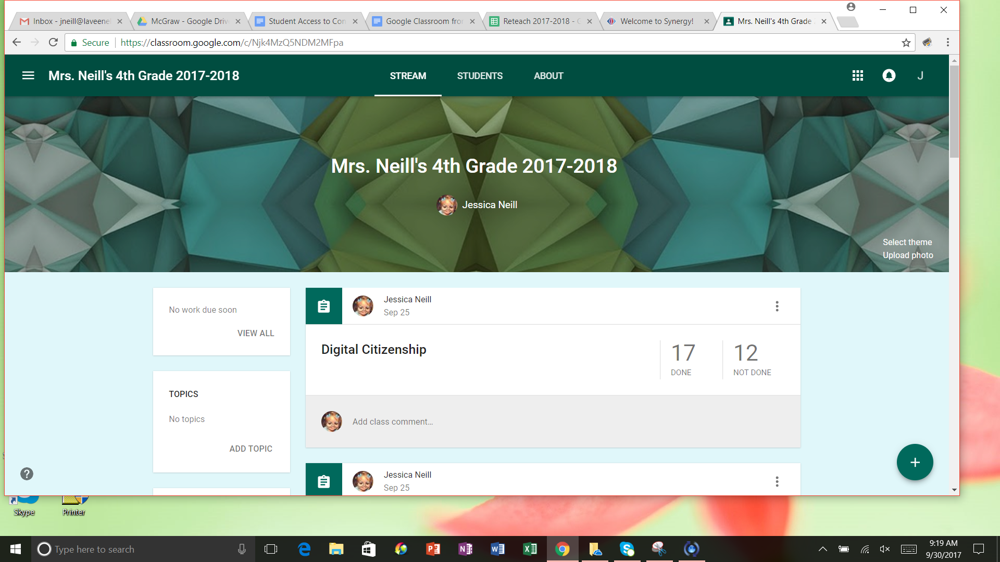 Inbox - jneill@laveene
McGraw - Google Driv
Student Access to Con
Google Classroom fro
Reteach 2017-2018 - G
Welcome to Synergy!
Mrs. Neill's 4th Grade
Secure
https://classroom.google.com/c/Njk4MzQ5NDM2MFpa
Mrs. Neill's 4th Grade 2017-2018
STREAM
STUDENTS
ABOUT
J
Mrs. Neill's 4th Grade 2017-2018
Jessica Neill
Select theme
Upload photo
No work due soon
VIEW ALL
TOPICS
No topics
ADD TOPIC
Jessica Neill
Sep 25
Digital Citizenship
17
DONE
12
NOT DONE
Add class comment...
Jessica Neill
Sep 25
Skype
Printer
Type here to search
9:19 AM
9/30/2017